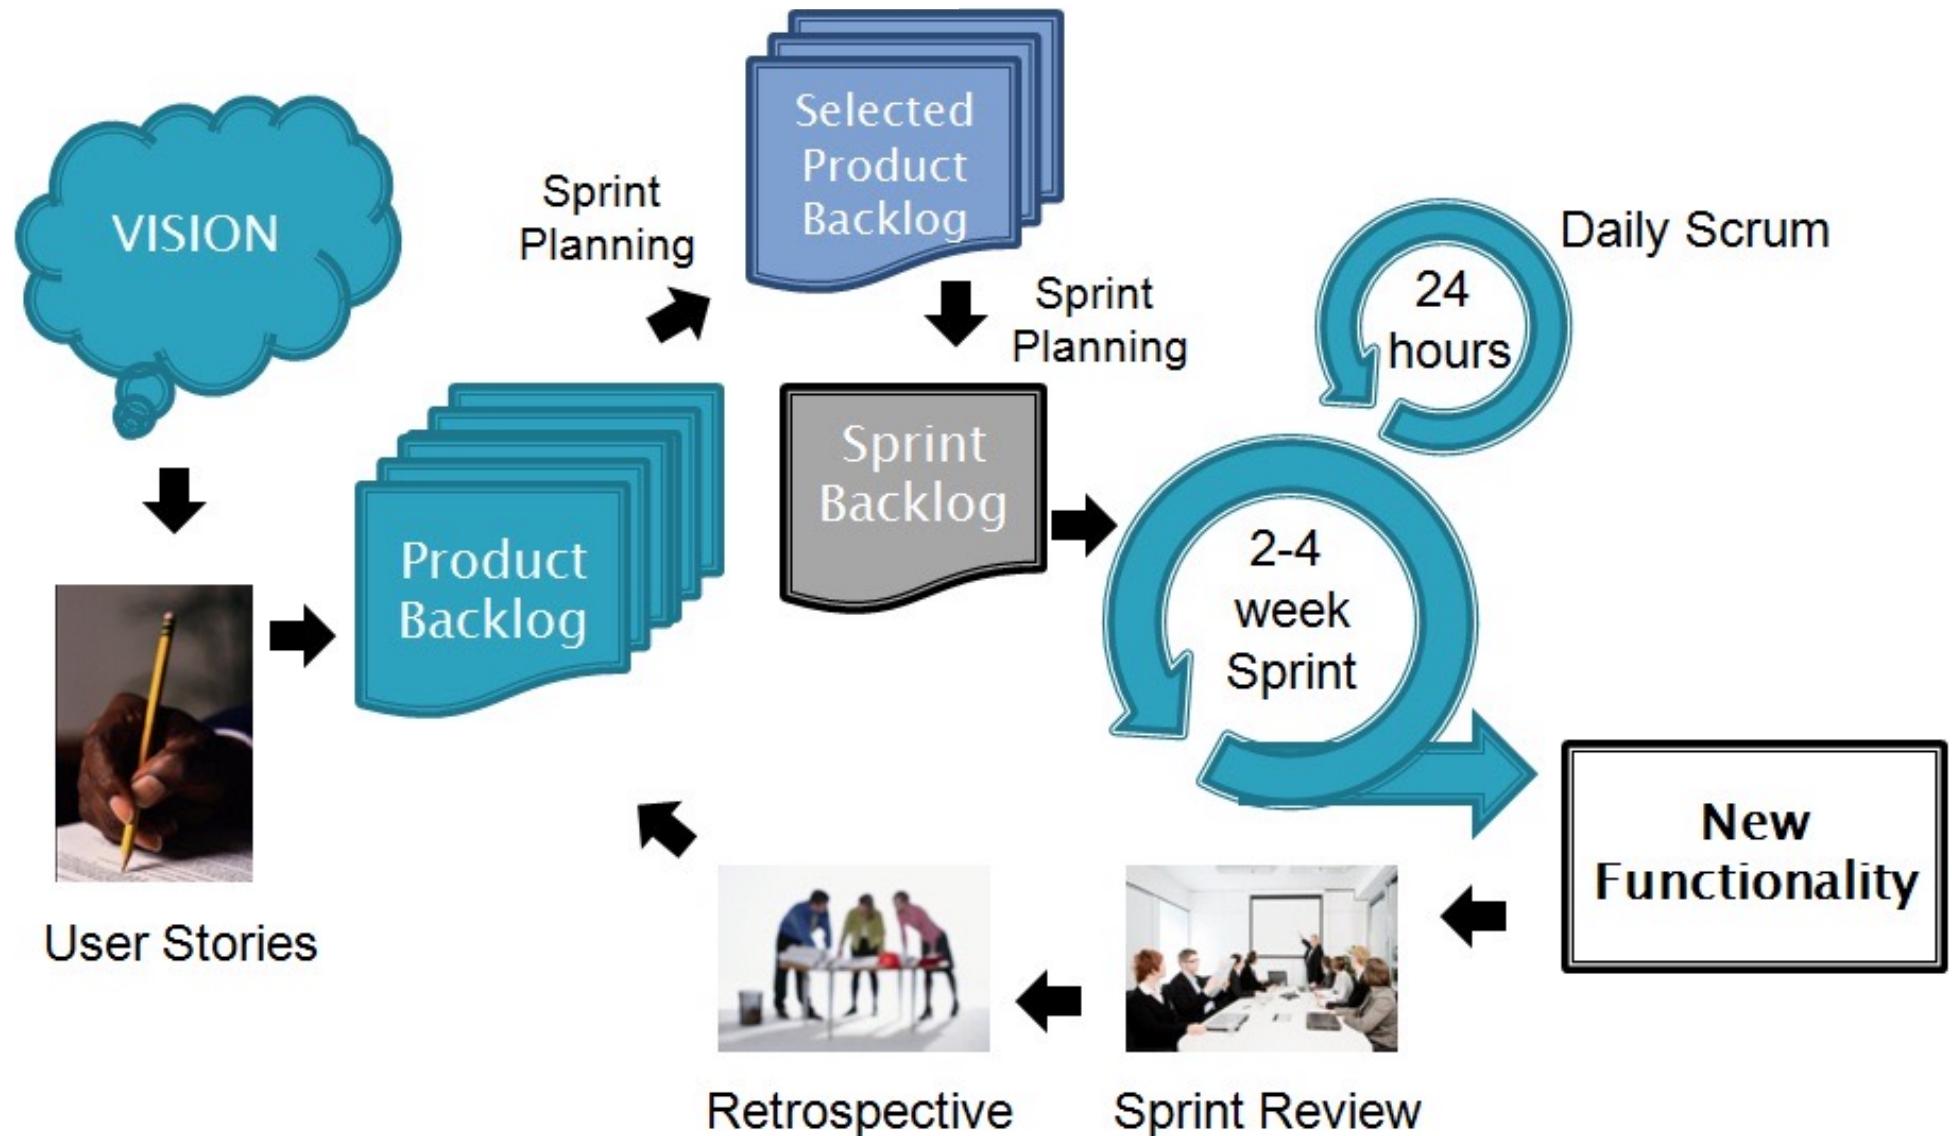 VISION
User Stories
Product
Backlog
Sprint
Planning
Selected
Product
Backlog
Sprint
Planning
Sprint
Backlog
2-4
week
Sprint
24
hours
Daily Scrum
New
Functionality
Sprint Review
Retrospective